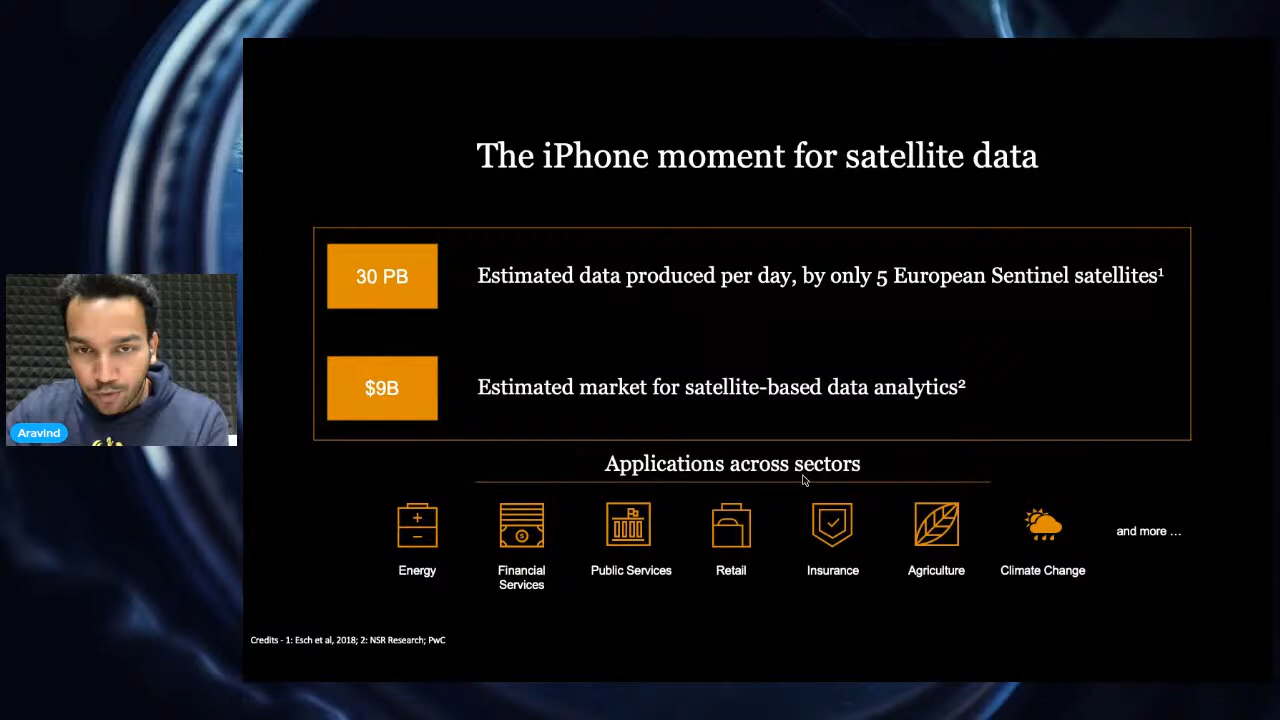 The iPhone moment for satellite data
30 PB
Estimated data produced per day, by only 5 European Sentinel satellites¹
$9B
Estimated market for satellite-based data analytics²
Aravind
Applications across sectors
Energy
Financial
Services
Public Services
Retail
Insurance
Agriculture
Climate Change
and more ...
Credits - 1: Esch et al, 2018; 2: NSR Research; PwC